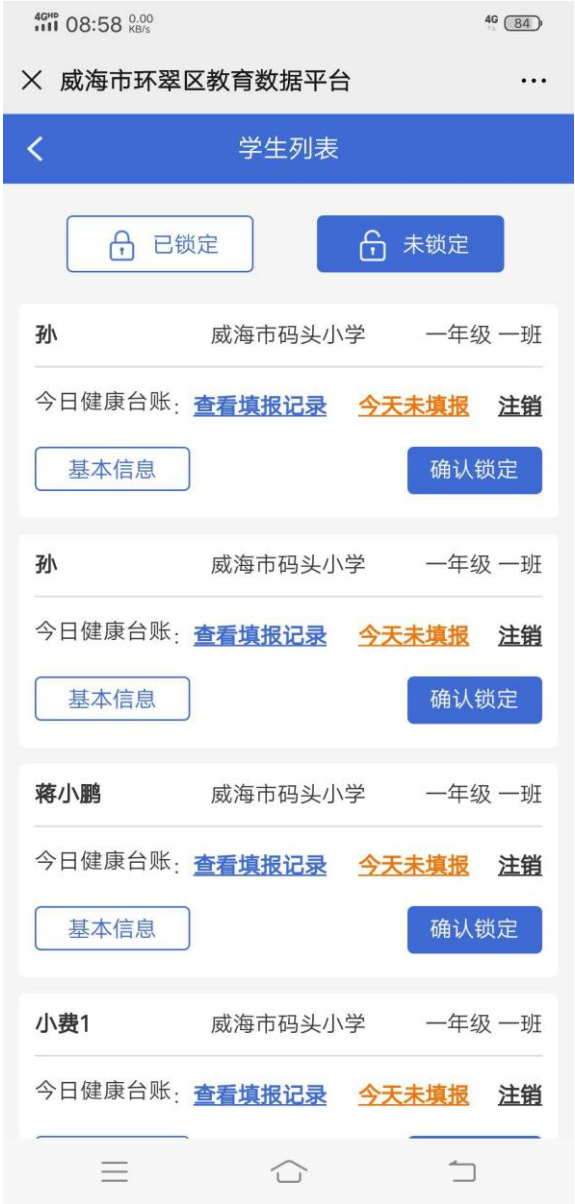 4GHD 08:58 0.00 KB/s 4G 84
威海市环翠区教育数据平台
学生列表
已锁定 未锁定
孙 威海市码头小学 一年级 一班
今日健康台账: 查看填报记录 今天未填报 注销
基本信息 确认锁定
孙 威海市码头小学 一年级 一班
今日健康台账: 查看填报记录 今天未填报 注销
基本信息 确认锁定
蒋小鹏 威海市码头小学 一年级 一班
今日健康台账: 查看填报记录 今天未填报 注销
基本信息 确认锁定
小费1 威海市码头小学 一年级 一班
今日健康台账: 查看填报记录 今天未填报 注销